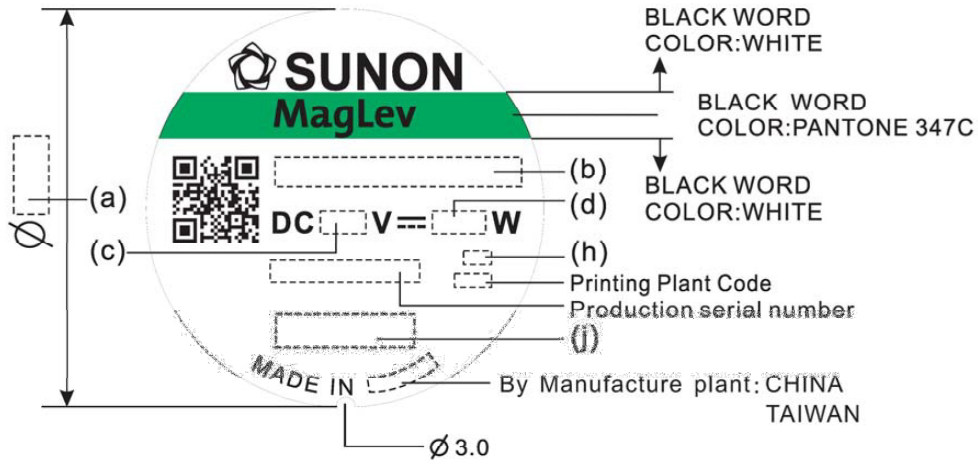 BLACK WORD
COLOR:WHITE
SUNON
MagLev
BLACK WORD
COLOR:PANTONE 347C
(a)
(b)
BLACK WORD
COLOR:WHITE
(d)
DC V W
Ø
(c)
(h)
Printing Plant Code
Production serial number
(j)
MADE IN
By Manufacture plant: CHINA
TAIWAN
Ø 3.0